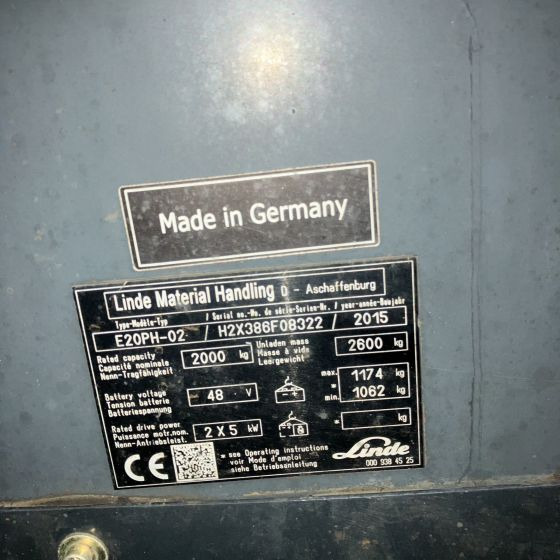 Made in Germany
Linde Material Handling D - Aschaffenburg
Type-Modèle-Typ / Serial no.-No. de série-Serien-Nr. / year-année-Baujahr
E20PH-02 / H2X386F08322 / 2015
Rated capacity
Capacité nominale
Nenn-Tragfähigkeit
2000 kg
Unladen mass
Masse à vide
Leergewicht
2600 kg
Battery voltage
Tension batterie
Batteriespannung
48 V
max. 1174 kg
*
min. 1062 kg
Rated drive power
Puissance motr.nom.
Nenn-Antriebsleist.
2 X 5 kW
* kg
CE
* see Operating instructions
voir Mode d'emploi
siehe Betriebsanleitung
Linde
000 938 45 25